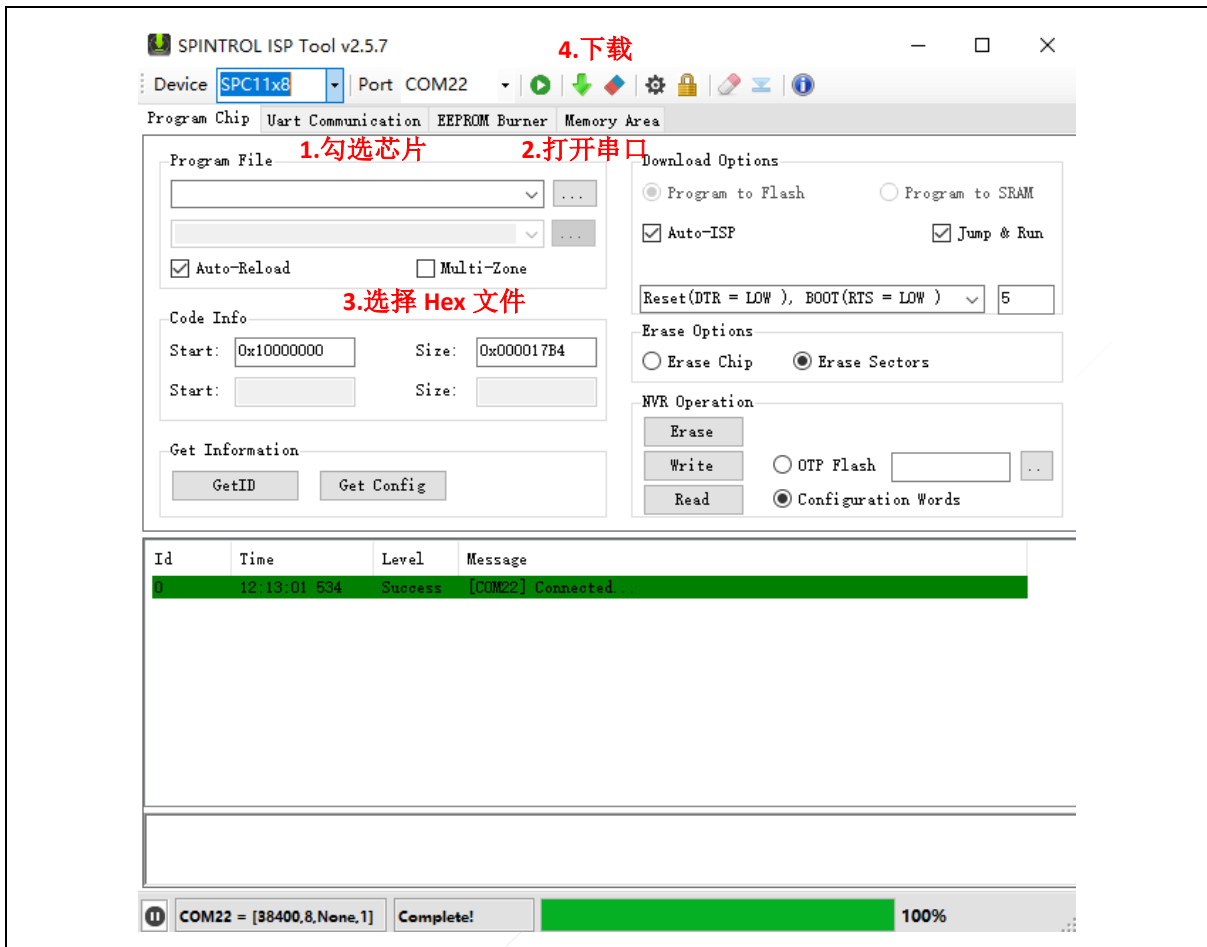 SPINTROL ISP Tool v2.5.7
4.下载
Device SPC11x8 Port COM22
Program Chip Uart Communication EEPROM Burner Memory Area
1.勾选芯片 2.打开串口
Program File
...
...
Auto-Reload Multi-Zone
3.选择 Hex 文件
Code Info
Start: 0x10000000 Size: 0x000017B4
Start: Size:
Get Information
GetID Get Config
Download Options
Program to Flash Program to SRAM
Auto-ISP Jump & Run
Reset(DTR = LOW ), BOOT(RTS = LOW ) 5
Erase Options
Erase Chip Erase Sectors
NVR Operation
Erase
Write OTP Flash ..
Read Configuration Words
Id Time Level Message
0 12:13:01 534 Success [COM22] Connected...
COM22 = [38400,8,None,1] Complete! 100%